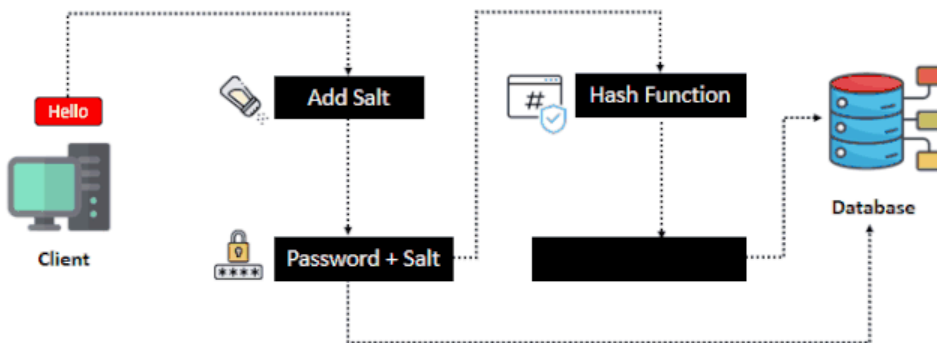 Hello
Client
Add Salt
Password + Salt
****
#
Hash Function
Database